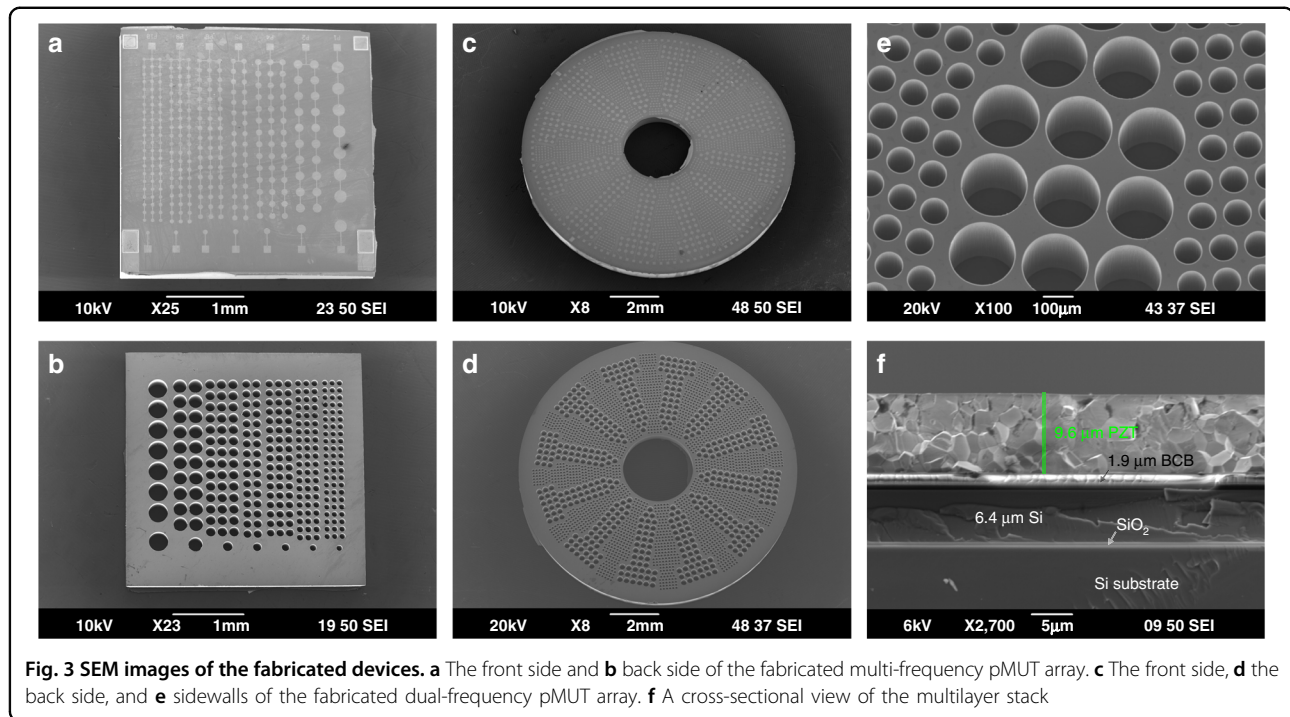 a
10kV X25 1mm 23 50 SEI
c
10kV X8 2mm 48 50 SEI
e
20kV X100 100μm 43 37 SEI
b
10kV X23 1mm 19 50 SEI
d
20kV X8 2mm 48 37 SEI
f
9.6 μm PZT
1.9 μm BCB
6.4 μm Si
SiO2
Si substrate
6kV X2,700 5μm 09 50 SEI
Fig. 3 SEM images of the fabricated devices. a The front side and b back side of the fabricated multi-frequency pMUT array. c The front side, d the
back side, and e sidewalls of the fabricated dual-frequency pMUT array. f A cross-sectional view of the multilayer stack